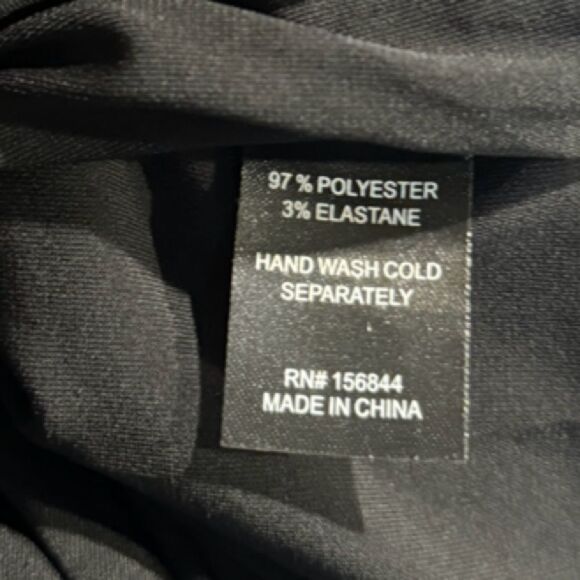 97 % POLYESTER
3% ELASTANE
HAND WASH COLD
SEPARATELY
RN# 156844
MADE IN CHINA